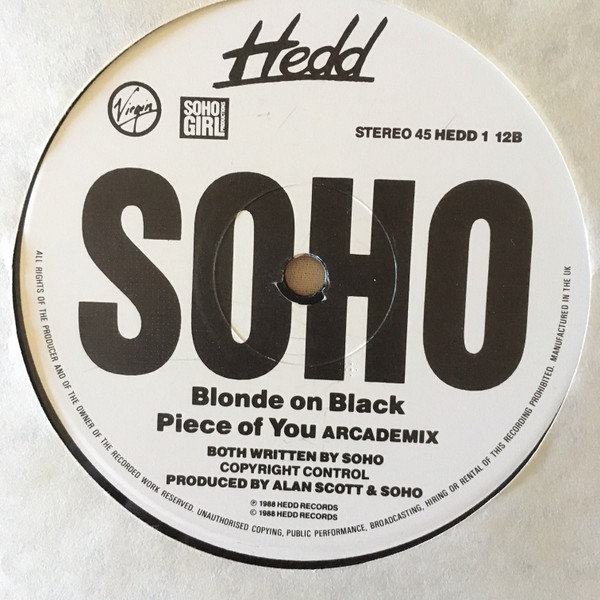 Hedd
Virgin
SOHO
GIRL
STEREO 45 HEDD 1 12B
SOHO
Blonde on Black
Piece of You ARCADEMIX
BOTH WRITTEN BY SOHO
COPYRIGHT CONTROL
PRODUCED BY ALAN SCOTT & SOHO
℗ 1988 HEDD RECORDS
© 1988 HEDD RECORDS
ALL RIGHTS OF THE PRODUCER AND OF THE OWNER OF THE RECORDED WORK RESERVED. UNAUTHORISED COPYING, PUBLIC PERFORMANCE, BROADCASTING, HIRING OR RENTAL OF THIS RECORDING PROHIBITED. MANUFACTURED IN THE UK